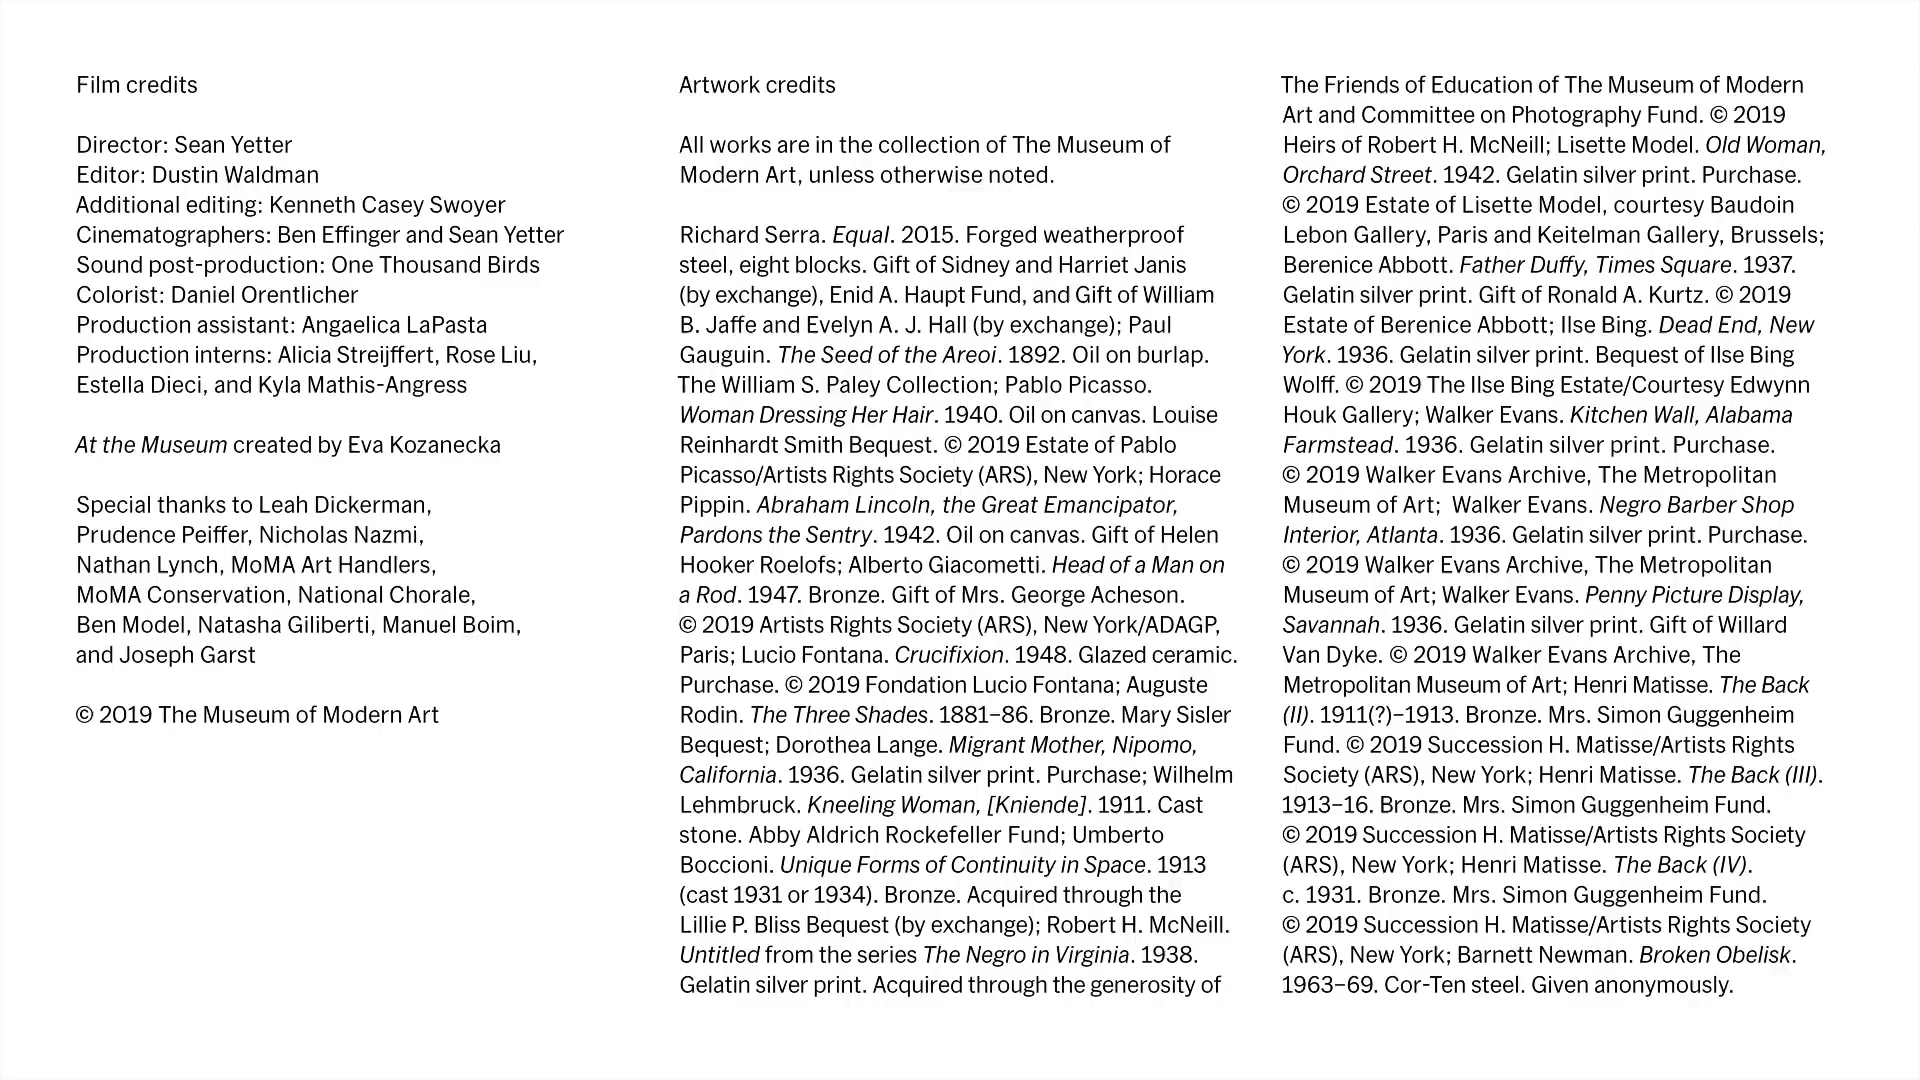 Film credits
Director: Sean Yetter
Editor: Dustin Waldman
Additional editing: Kenneth Casey Swoyer
Cinematographers: Ben Effinger and Sean Yetter
Sound post-production: One Thousand Birds
Colorist: Daniel Orentlicher
Production assistant: Angaelica LaPasta
Production interns: Alicia Streijffert, Rose Liu,
Estella Dieci, and Kyla Mathis-Angress
At the Museum created by Eva Kozanecka
Special thanks to Leah Dickerman,
Prudence Peiffer, Nicholas Nazmi,
Nathan Lynch, MoMA Art Handlers,
MoMA Conservation, National Chorale,
Ben Model, Natasha Giliberti, Manuel Boim,
and Joseph Garst
© 2019 The Museum of Modern Art
Artwork credits
All works are in the collection of The Museum of
Modern Art, unless otherwise noted.
Richard Serra. Equal. 2015. Forged weatherproof
steel, eight blocks. Gift of Sidney and Harriet Janis
(by exchange), Enid A. Haupt Fund, and Gift of William
B. Jaffe and Evelyn A. J. Hall (by exchange); Paul
Gauguin. The Seed of the Areoi. 1892. Oil on burlap.
The William S. Paley Collection; Pablo Picasso.
Woman Dressing Her Hair. 1940. Oil on canvas. Louise
Reinhardt Smith Bequest. © 2019 Estate of Pablo
Picasso/Artists Rights Society (ARS), New York; Horace
Pippin. Abraham Lincoln, the Great Emancipator,
Pardons the Sentry. 1942. Oil on canvas. Gift of Helen
Hooker Roelofs; Alberto Giacometti. Head of a Man on
a Rod. 1947. Bronze. Gift of Mrs. George Acheson.
© 2019 Artists Rights Society (ARS), New York/ADAGP,
Paris; Lucio Fontana. Crucifixion. 1948. Glazed ceramic.
Purchase. © 2019 Fondation Lucio Fontana; Auguste
Rodin. The Three Shades. 1881–86. Bronze. Mary Sisler
Bequest; Dorothea Lange. Migrant Mother, Nipomo,
California. 1936. Gelatin silver print. Purchase; Wilhelm
Lehmbruck. Kneeling Woman, [Kniende]. 1911. Cast
stone. Abby Aldrich Rockefeller Fund; Umberto
Boccioni. Unique Forms of Continuity in Space. 1913
(cast 1931 or 1934). Bronze. Acquired through the
Lillie P. Bliss Bequest (by exchange); Robert H. McNeill.
Untitled from the series The Negro in Virginia. 1938.
Gelatin silver print. Acquired through the generosity of
The Friends of Education of The Museum of Modern
Art and Committee on Photography Fund. © 2019
Heirs of Robert H. McNeill; Lisette Model. Old Woman,
Orchard Street. 1942. Gelatin silver print. Purchase.
© 2019 Estate of Lisette Model, courtesy Baudoin
Lebon Gallery, Paris and Keitelman Gallery, Brussels;
Berenice Abbott. Father Duffy, Times Square. 1937.
Gelatin silver print. Gift of Ronald A. Kurtz. © 2019
Estate of Berenice Abbott; Ilse Bing. Dead End, New
York. 1936. Gelatin silver print. Bequest of Ilse Bing
Wolff. © 2019 The Ilse Bing Estate/Courtesy Edwynn
Houk Gallery; Walker Evans. Kitchen Wall, Alabama
Farmstead. 1936. Gelatin silver print. Purchase.
© 2019 Walker Evans Archive, The Metropolitan
Museum of Art;  Walker Evans. Negro Barber Shop
Interior, Atlanta. 1936. Gelatin silver print. Purchase.
© 2019 Walker Evans Archive, The Metropolitan
Museum of Art; Walker Evans. Penny Picture Display,
Savannah. 1936. Gelatin silver print. Gift of Willard
Van Dyke. © 2019 Walker Evans Archive, The
Metropolitan Museum of Art; Henri Matisse. The Back
(II). 1911(?)–1913. Bronze. Mrs. Simon Guggenheim
Fund. © 2019 Succession H. Matisse/Artists Rights
Society (ARS), New York; Henri Matisse. The Back (III).
1913–16. Bronze. Mrs. Simon Guggenheim Fund.
© 2019 Succession H. Matisse/Artists Rights Society
(ARS), New York; Henri Matisse. The Back (IV).
c. 1931. Bronze. Mrs. Simon Guggenheim Fund.
© 2019 Succession H. Matisse/Artists Rights Society
(ARS), New York; Barnett Newman. Broken Obelisk.
1963–69. Cor-Ten steel. Given anonymously.